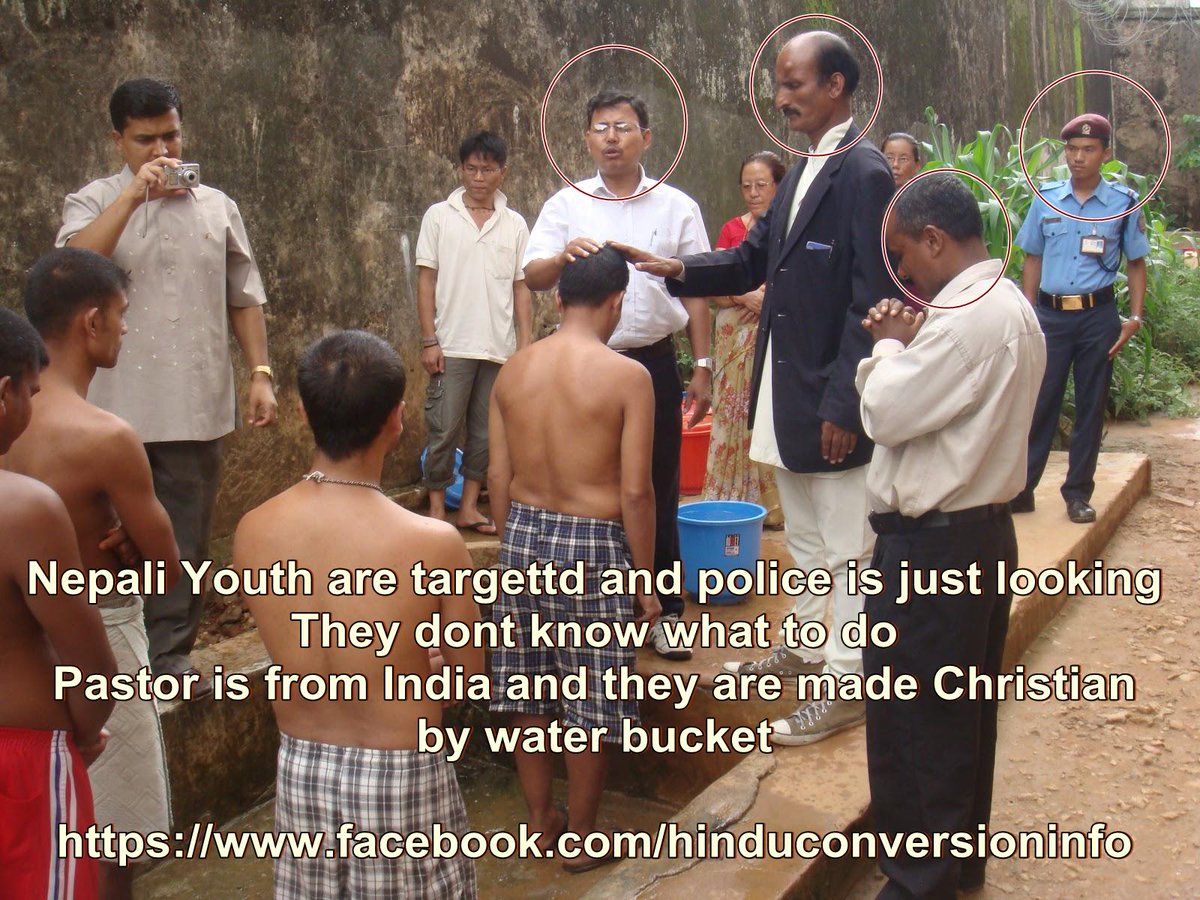 Nepali Youth are targettd and police is just looking
They dont know what to do
Pastor is from India and they are made Christian
by water bucket
https://www.facebook.com/hinduconversioninfo